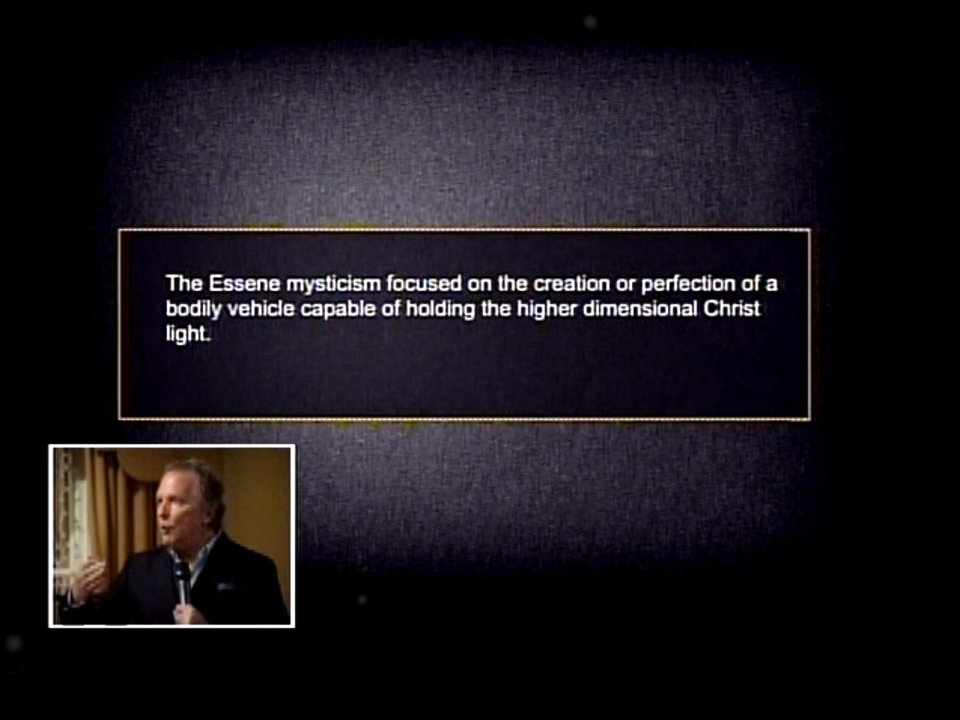 The Essene mysticism focused on the creation or perfection of a
bodily vehicle capable of holding the higher dimensional Christ
light.